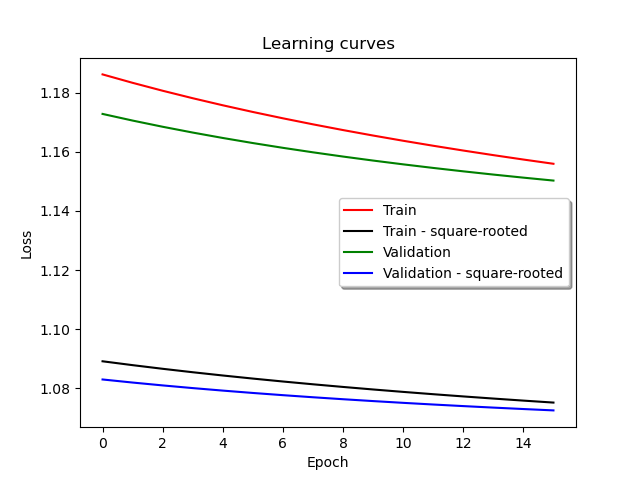 Learning curves
Loss
1.18
1.16
1.14
1.12
1.10
1.08
Train
Train - square-rooted
Validation
Validation - square-rooted
0 2 4 6 8 10 12 14
Epoch